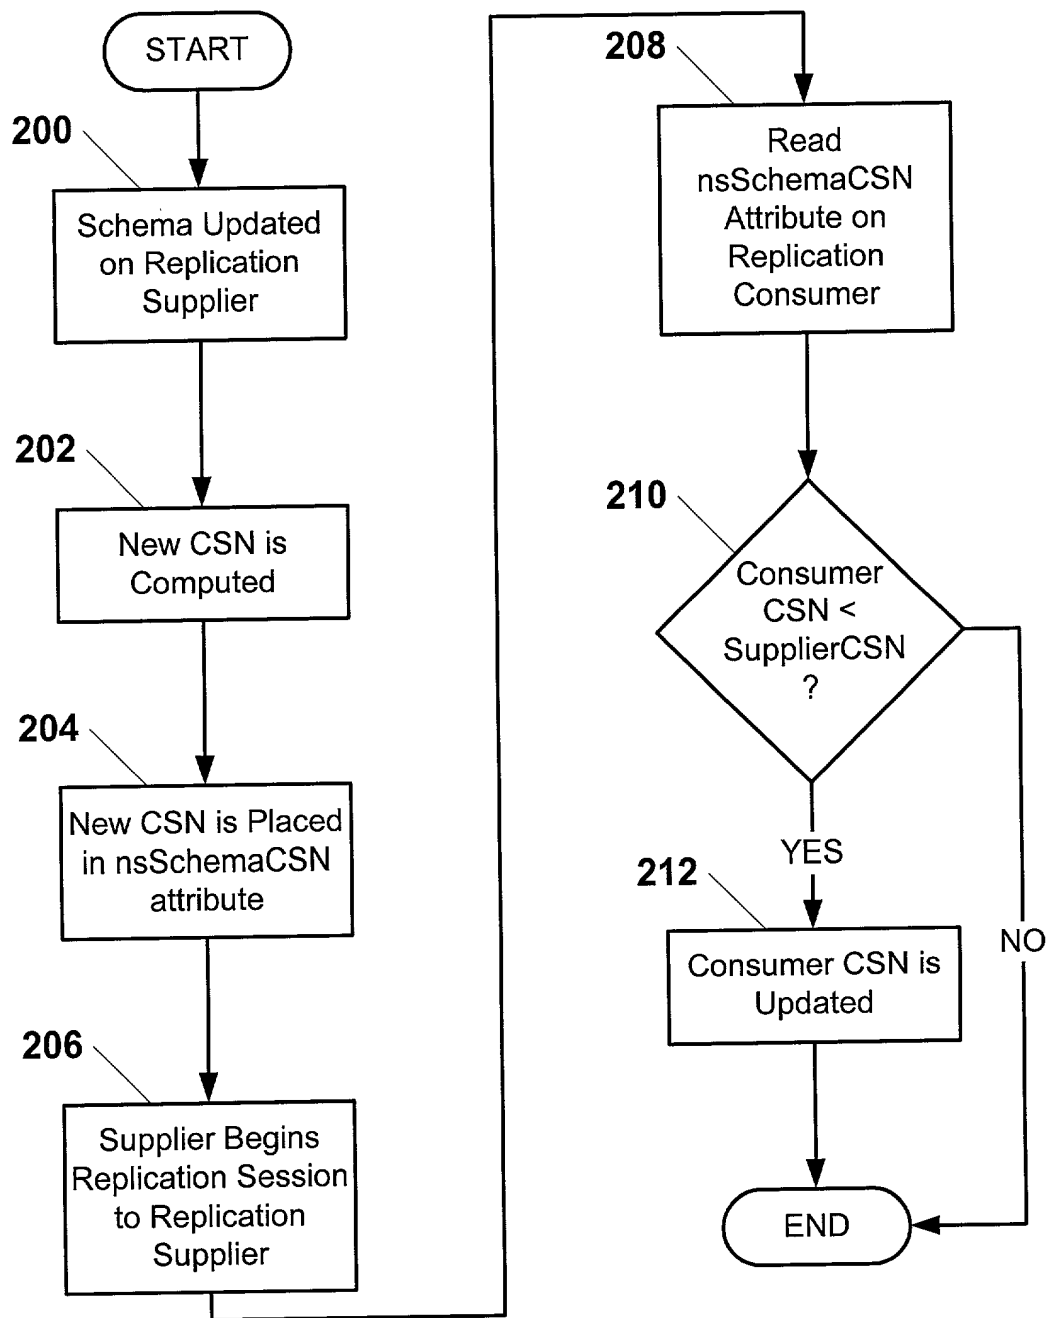 START
200
Schema Updated
on Replication
Supplier
202
New CSN is
Computed
204
New CSN is Placed
in nsSchemaCSN
attribute
206
Supplier Begins
Replication Session
to Replication
Supplier
208
Read
nsSchemaCSN
Attribute on
Replication
Consumer
210
Consumer
CSN <
SupplierCSN
?
YES
NO
212
Consumer CSN is
Updated
END